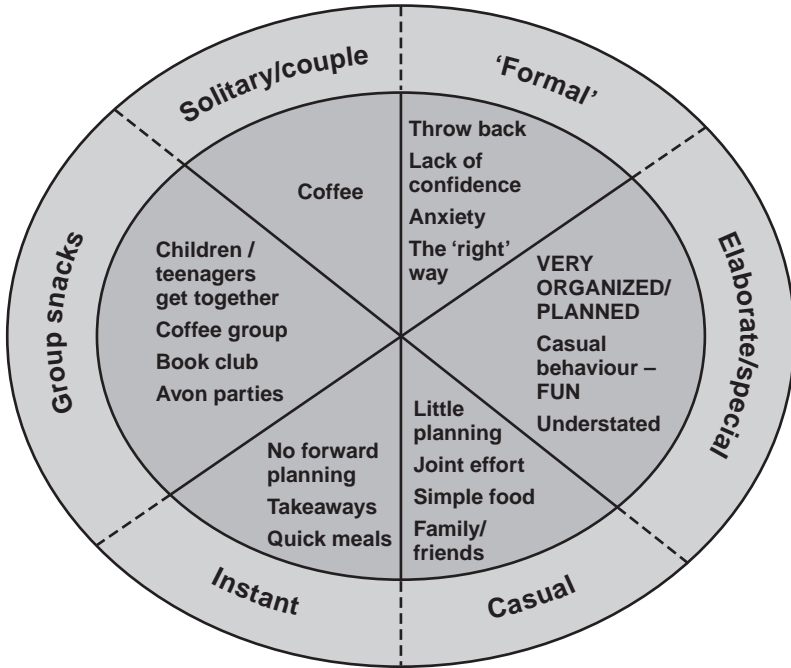 Solitary/couple
Coffee
‘Formal’
Throw back
Lack of
confidence
Anxiety
The ‘right’
way
Elaborate/special
VERY
ORGANIZED/
PLANNED
Casual
behaviour –
FUN
Understated
Casual
Little
planning
Joint effort
Simple food
Family/
friends
Instant
No forward
planning
Takeaways
Quick meals
Group snacks
Children /
teenagers
get together
Coffee group
Book club
Avon parties